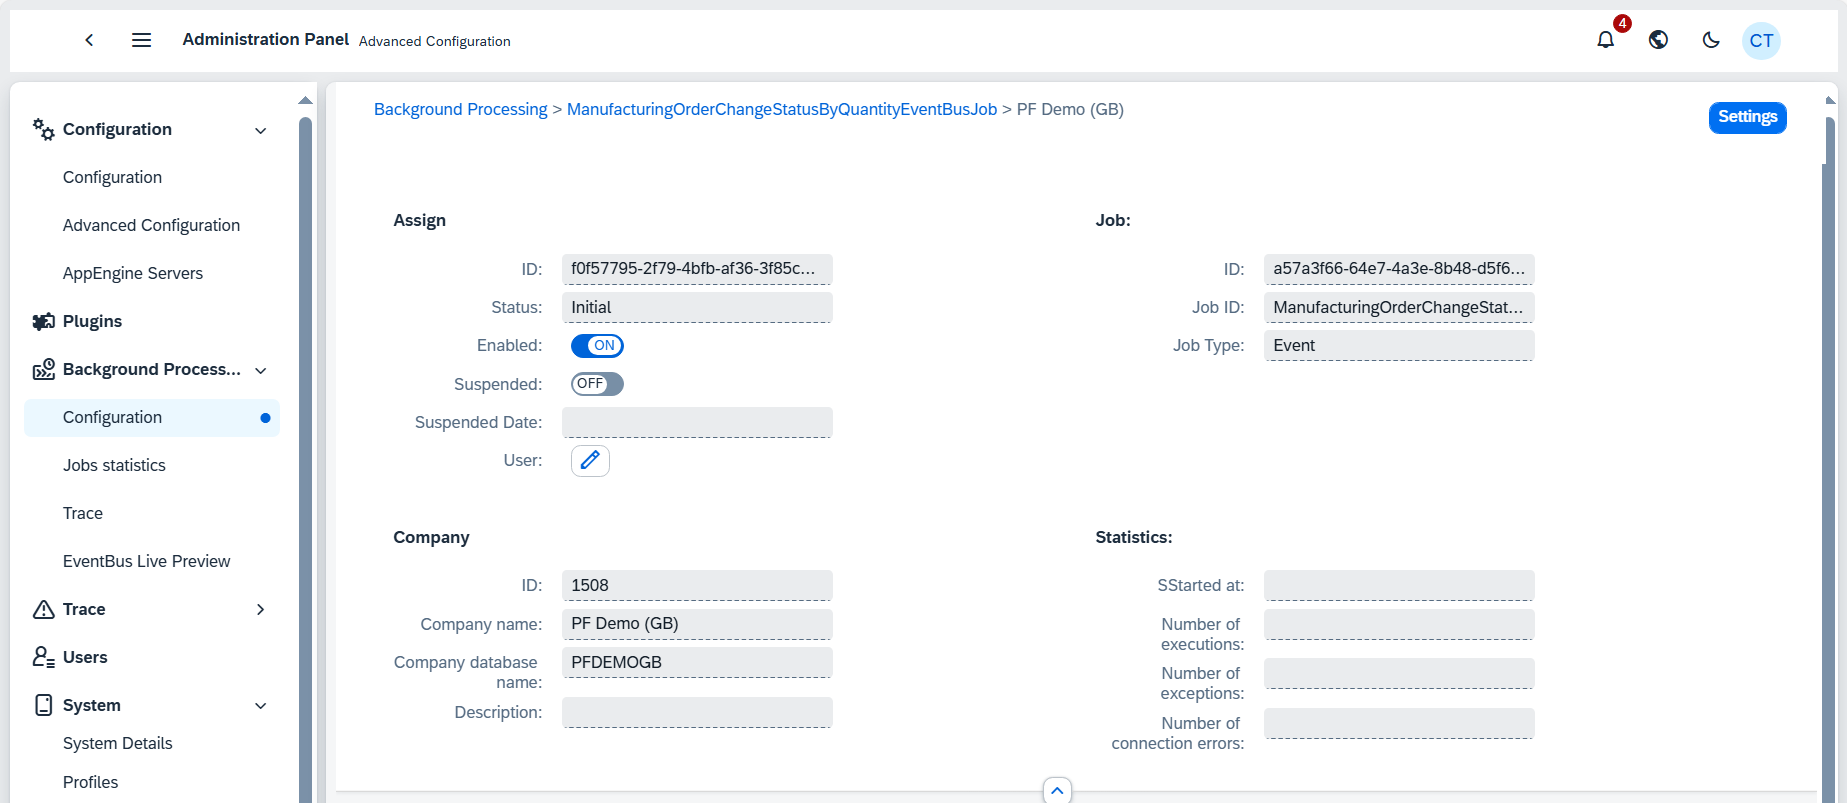 Administration Panel Advanced Configuration
4
CT
Configuration
Configuration
Advanced Configuration
AppEngine Servers
Plugins
Background Process...
Configuration
Jobs statistics
Trace
EventBus Live Preview
Trace
Users
System
System Details
Profiles
Background Processing > ManufacturingOrderChangeStatusByQuantityEventBusJob > PF Demo (GB)
Settings
Assign
ID: f0f57795-2f79-4bfb-af36-3f85c...
Status: Initial
Enabled: ON
Suspended: OFF
Suspended Date:
User:
Job:
ID: a57a3f66-64e7-4a3e-8b48-d5f6...
Job ID: ManufacturingOrderChangeStat...
Job Type: Event
Company
ID: 1508
Company name: PF Demo (GB)
Company database
name: PFDEMOGB
Description:
Statistics:
SStarted at:
Number of
executions:
Number of
exceptions:
Number of
connection errors: